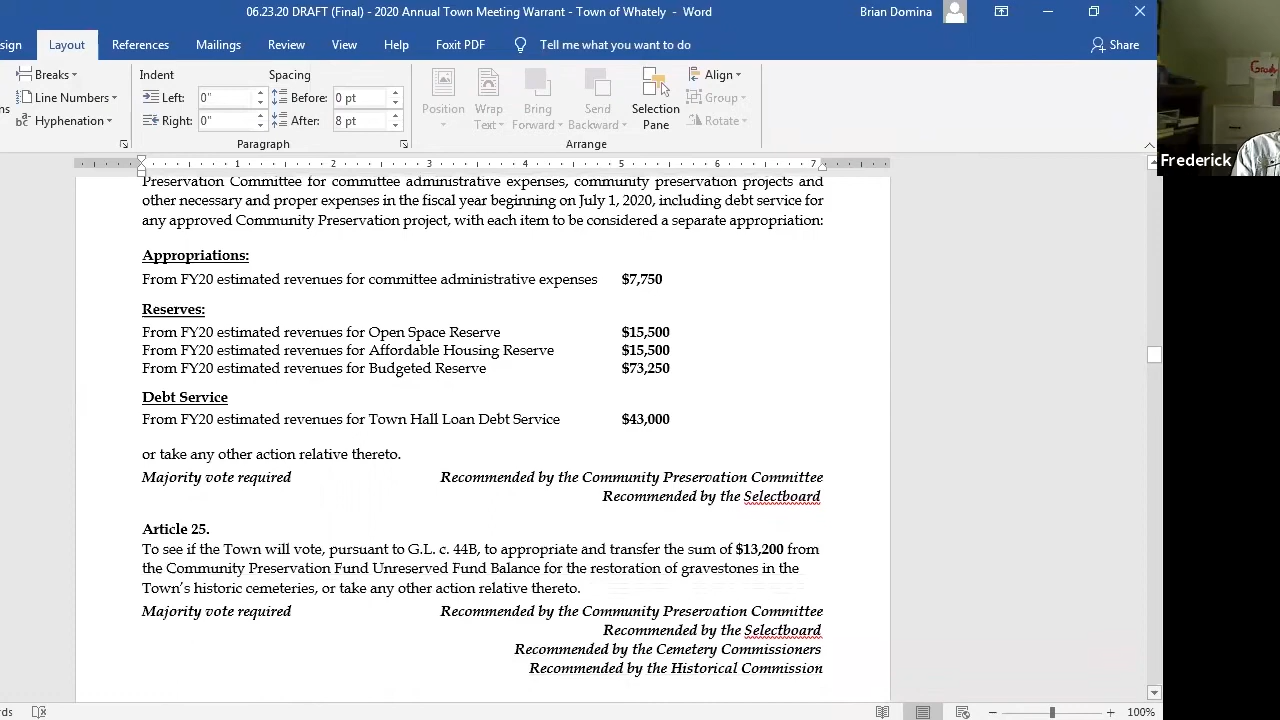 06.23.20 DRAFT (Final) - 2020 Annual Town Meeting Warrant - Town of Whately - Word
Brian Domina
sign Layout References Mailings Review View Help Foxit PDF Tell me what you want to do Share
Breaks
Line Numbers
Hyphenation
Indent Spacing
Left: 0" Before: 0 pt
Right: 0" After: 8 pt
Paragraph
Position
Wrap Text
Bring Forward
Send Backward
Selection Pane
Align
Group
Rotate
Arrange
Grady
Frederick
1 2 3 4 5 6 7
Preservation Committee for committee administrative expenses, community preservation projects and
other necessary and proper expenses in the fiscal year beginning on July 1, 2020, including debt service for
any approved Community Preservation project, with each item to be considered a separate appropriation:
Appropriations:
From FY20 estimated revenues for committee administrative expenses $7,750
Reserves:
From FY20 estimated revenues for Open Space Reserve $15,500
From FY20 estimated revenues for Affordable Housing Reserve $15,500
From FY20 estimated revenues for Budgeted Reserve $73,250
Debt Service
From FY20 estimated revenues for Town Hall Loan Debt Service $43,000
or take any other action relative thereto.
Majority vote required Recommended by the Community Preservation Committee
Recommended by the Selectboard
Article 25.
To see if the Town will vote, pursuant to G.L. c. 44B, to appropriate and transfer the sum of $13,200 from
the Community Preservation Fund Unreserved Fund Balance for the restoration of gravestones in the
Town's historic cemeteries, or take any other action relative thereto.
Majority vote required Recommended by the Community Preservation Committee
Recommended by the Selectboard
Recommended by the Cemetery Commissioners
Recommended by the Historical Commission
100%